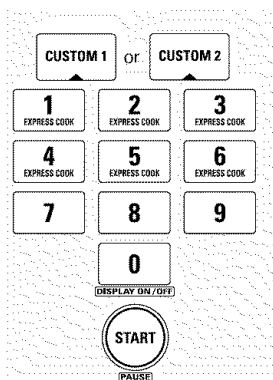 CUSTOM 1 or CUSTOM 2
1 2 3
EXPRESS COOK EXPRESS COOK EXPRESS COOK
4 5 6
EXPRESS COOK EXPRESS COOK EXPRESS COOK
7 8 9
0
DISPLAY ON/OFF
START
PAUSE